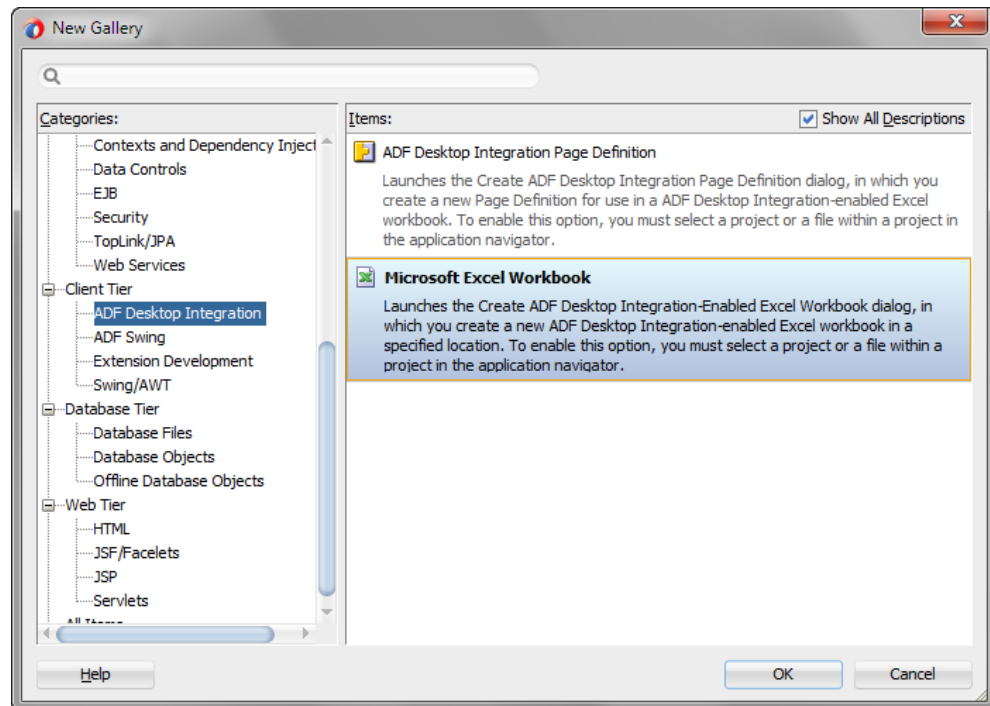 New Gallery
Categories:
Contexts and Dependency Inject
Data Controls
EJB
Security
TopLink/JPA
Web Services
Client Tier
ADF Desktop Integration
ADF Swing
Extension Development
Swing/AWT
Database Tier
Database Files
Database Objects
Offline Database Objects
Web Tier
HTML
JSF/Facelets
JSP
Servlets
All Items
Items:
Show All Descriptions
ADF Desktop Integration Page Definition
Launches the Create ADF Desktop Integration Page Definition dialog, in which you
create a new Page Definition for use in a ADF Desktop Integration-enabled Excel
workbook. To enable this option, you must select a project or a file within a project in
the application navigator.
Microsoft Excel Workbook
Launches the Create ADF Desktop Integration-Enabled Excel Workbook dialog, in
which you create a new ADF Desktop Integration-enabled Excel workbook in a
specified location. To enable this option, you must select a project or a file within a
project in the application navigator.
Help
OK
Cancel